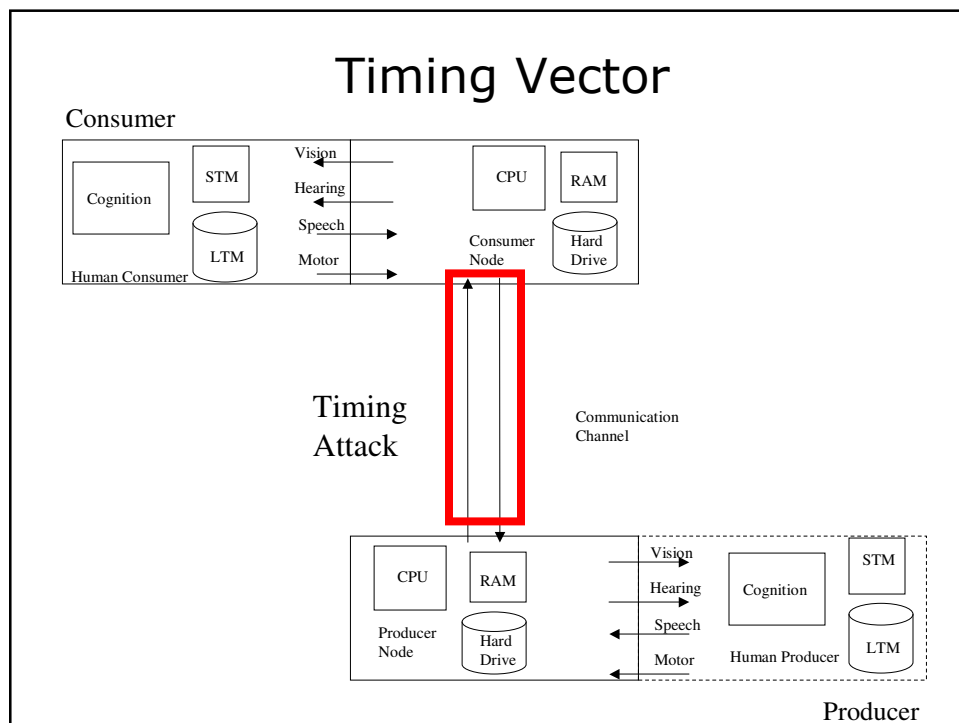 Timing Vector
Consumer
Cognition
STM
LTM
Human Consumer
Vision
Hearing
Speech
Motor
CPU
RAM
Consumer
Node
Hard
Drive
Timing
Attack
Communication
Channel
CPU
RAM
Producer
Node
Hard
Drive
Vision
Hearing
Speech
Motor
Cognition
STM
LTM
Human Producer
Producer